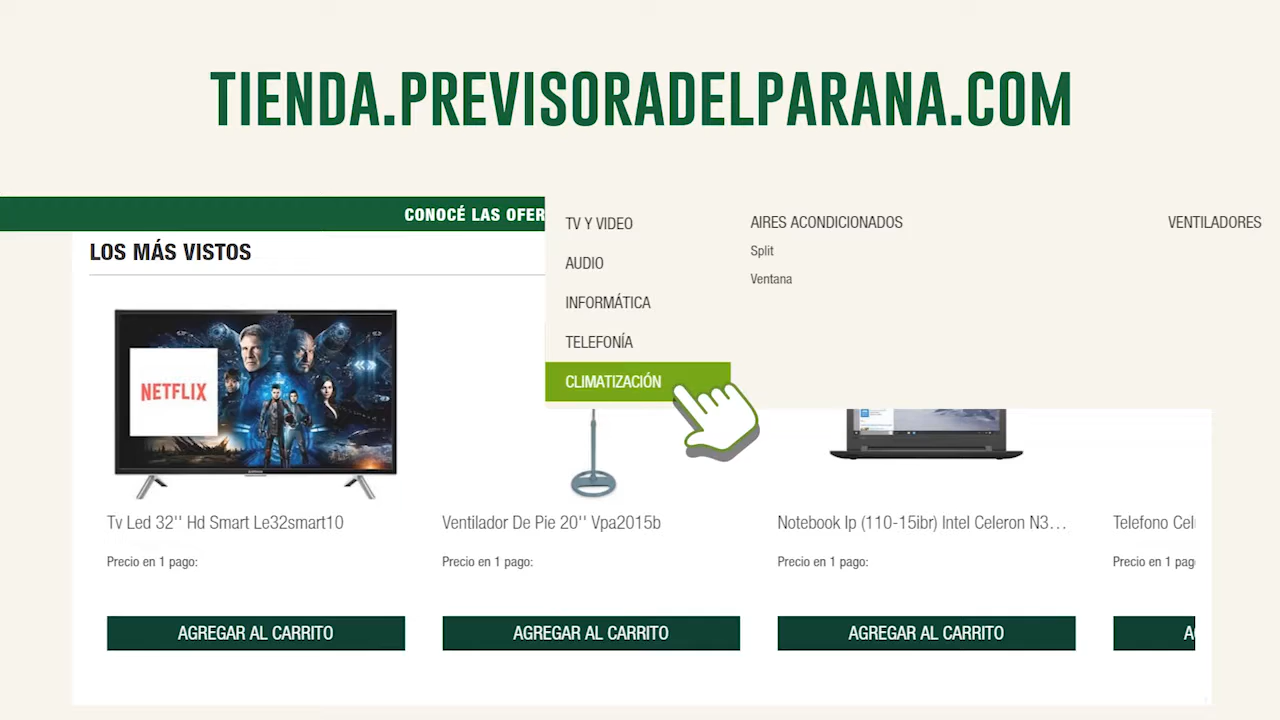 TIENDA.PREVISORADELPARANA.COM
CONOCÉ LAS OFER
LOS MÁS VISTOS
TV Y VIDEO
AUDIO
INFORMÁTICA
TELEFONÍA
CLIMATIZACIÓN
AIRES ACONDICIONADOS
Split
Ventana
VENTILADORES
NETFLIX
Tv Led 32'' Hd Smart Le32smart10
Precio en 1 pago:
AGREGAR AL CARRITO
Ventilador De Pie 20'' Vpa2015b
Precio en 1 pago:
AGREGAR AL CARRITO
Notebook Ip (110-15ibr) Intel Celeron N3...
Precio en 1 pago:
AGREGAR AL CARRITO
Telefono Cel
Precio en 1 pag
A